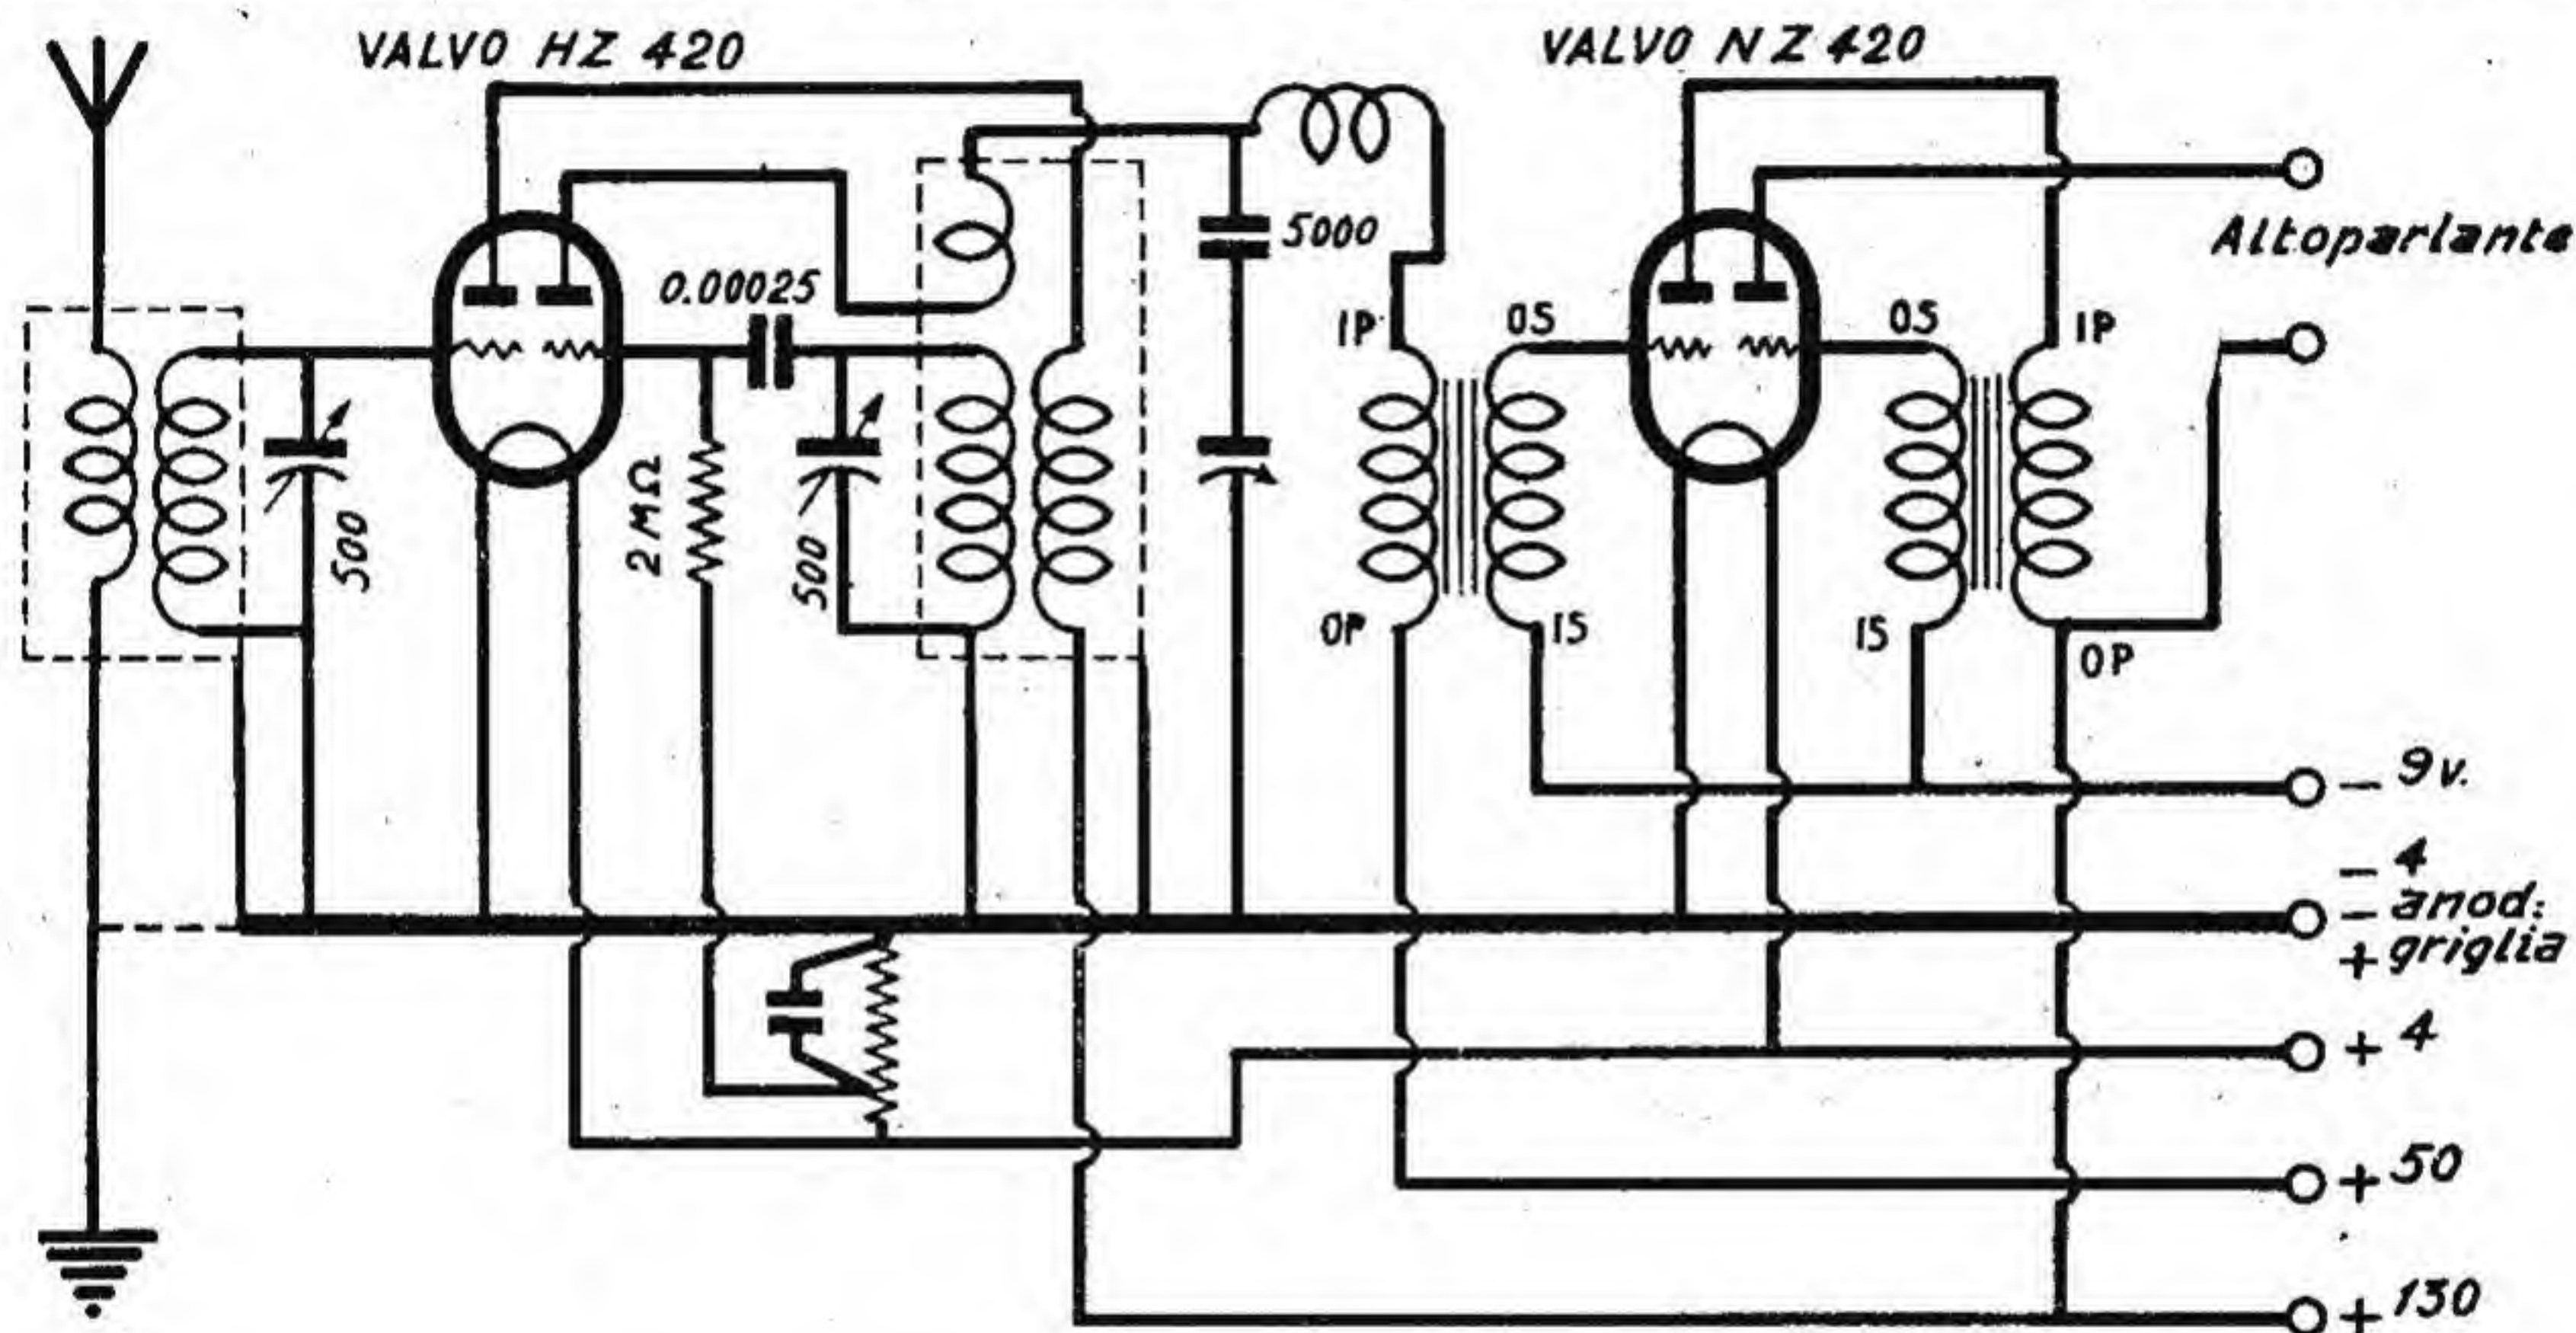 VALVO HZ 420
VALVO NZ 420
5000
Altoparlante
0.00025
IP
OS
OS
IP
500
2 MΩ
500
OP
IS
IS
OP
− 9 v.
− 4
− anod:
+ griglia
+ 4
+ 50
+ 130